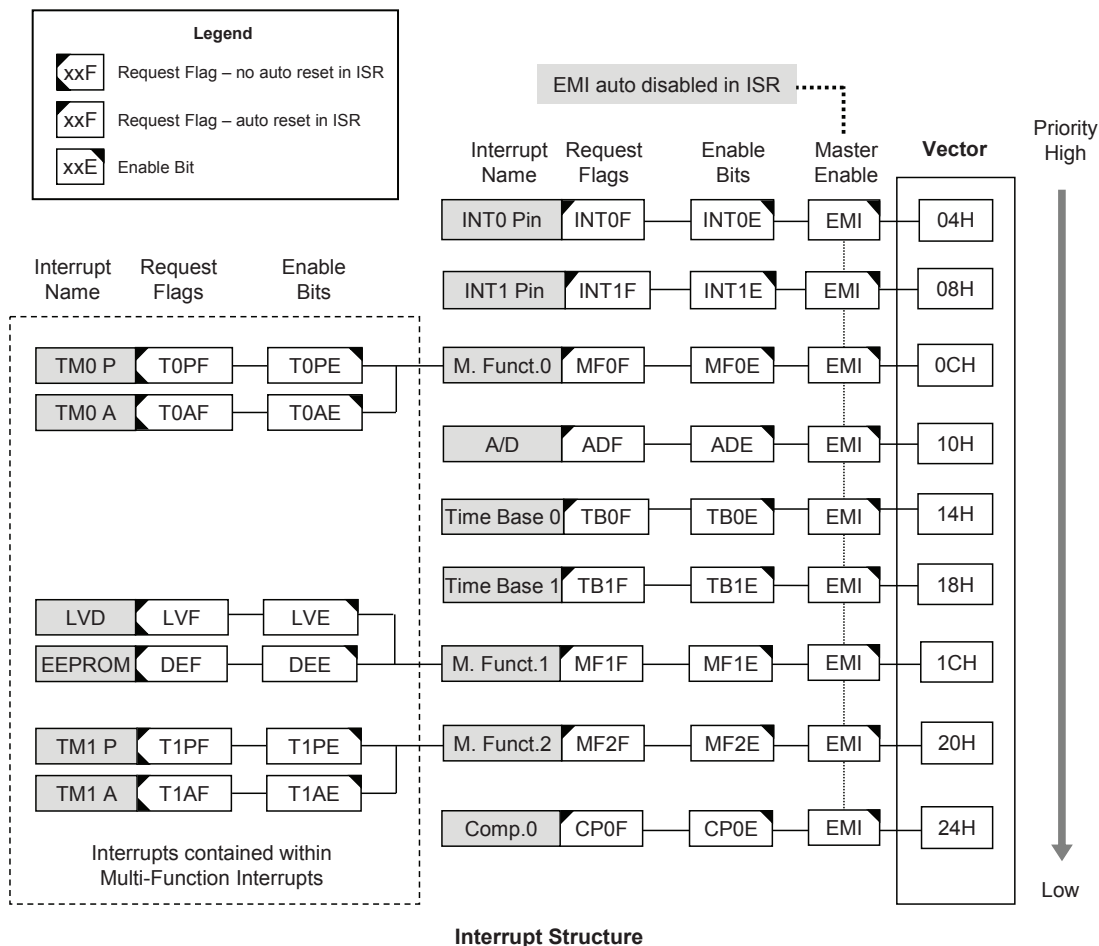 Legend
xxF Request Flag – no auto reset in ISR
xxF Request Flag – auto reset in ISR
xxE Enable Bit
EMI auto disabled in ISR
Priority
High
Interrupt Name
Request Flags
Enable Bits
Master Enable
Vector
INT0 Pin INT0F INT0E EMI 04H
Interrupt Name
Request Flags
Enable Bits
INT1 Pin INT1F INT1E EMI 08H
TM0 P T0PF T0PE M. Funct.0 MF0F MF0E EMI 0CH
TM0 A T0AF T0AE
A/D ADF ADE EMI 10H
Time Base 0 TB0F TB0E EMI 14H
Time Base 1 TB1F TB1E EMI 18H
LVD LVF LVE
EEPROM DEF DEE M. Funct.1 MF1F MF1E EMI 1CH
TM1 P T1PF T1PE M. Funct.2 MF2F MF2E EMI 20H
TM1 A T1AF T1AE
Comp.0 CP0F CP0E EMI 24H
Interrupts contained within
Multi-Function Interrupts
Low
Interrupt Structure